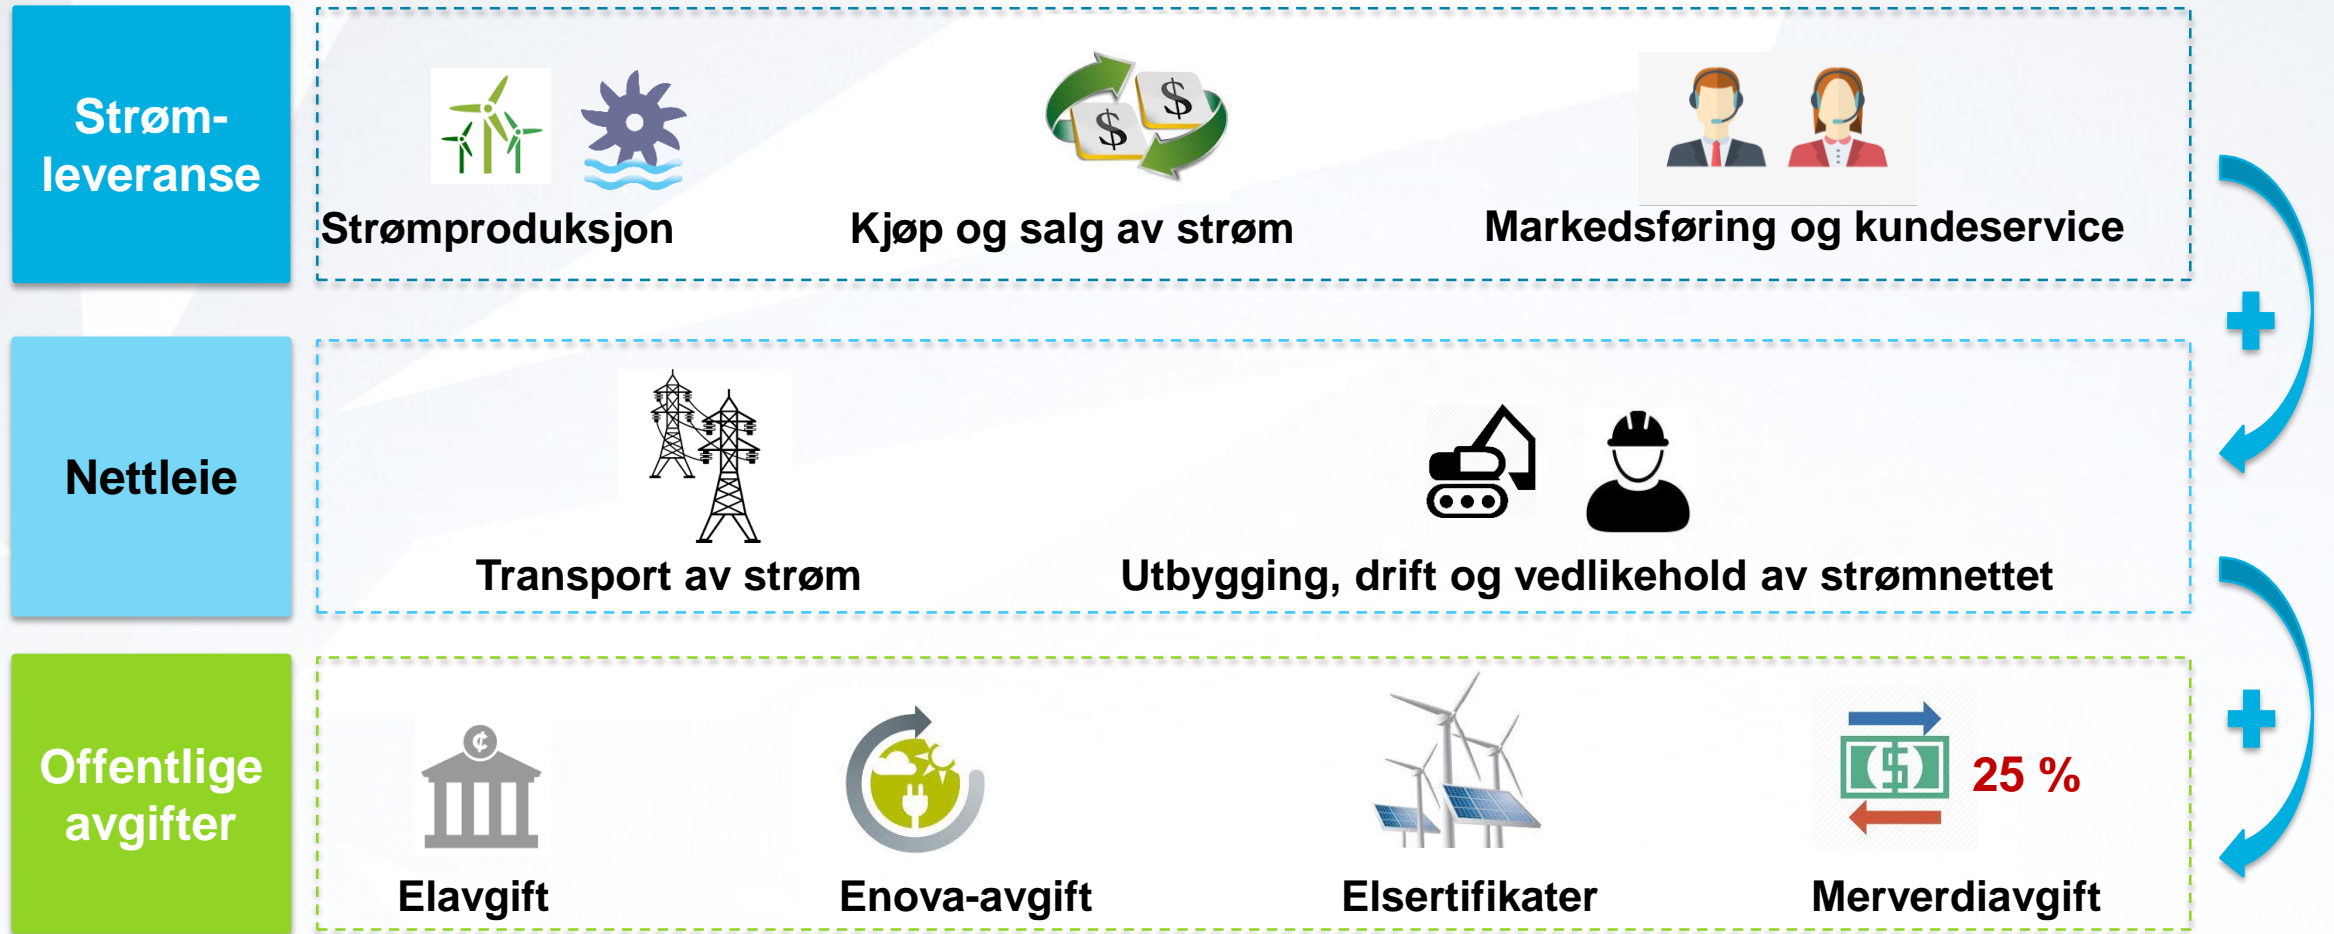 Strøm-
leveranse
Strømproduksjon
Kjøp og salg av strøm
Markedsføring og kundeservice
Nettleie
Transport av strøm
Utbygging, drift og vedlikehold av strømnettet
Offentlige
avgifter
25 %
Elavgift
Enova-avgift
Elsertifikater
Merverdiavgift